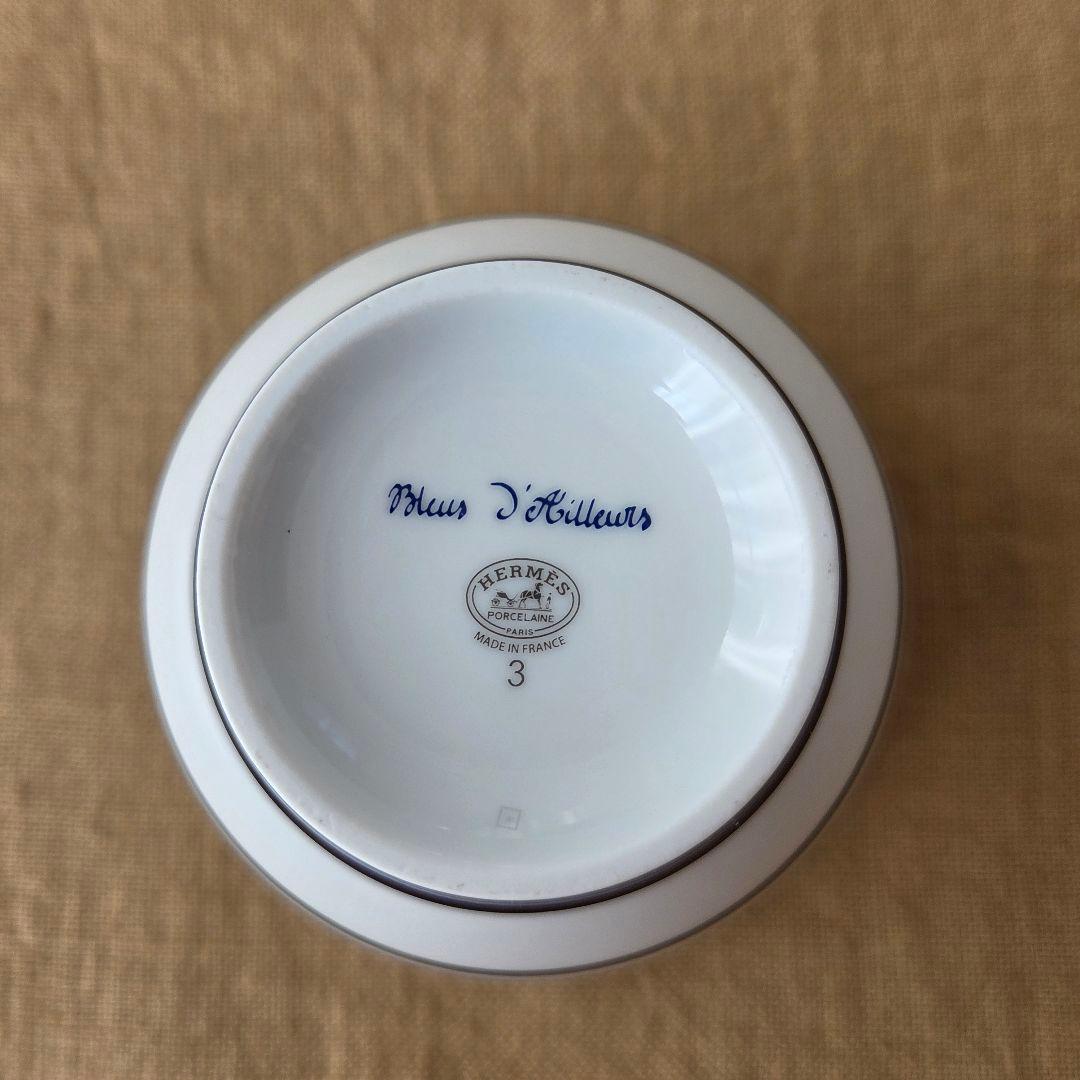 Bleus D'Ailleurs
HERMÈS
PORCELAINE
PARIS
MADE IN FRANCE
3